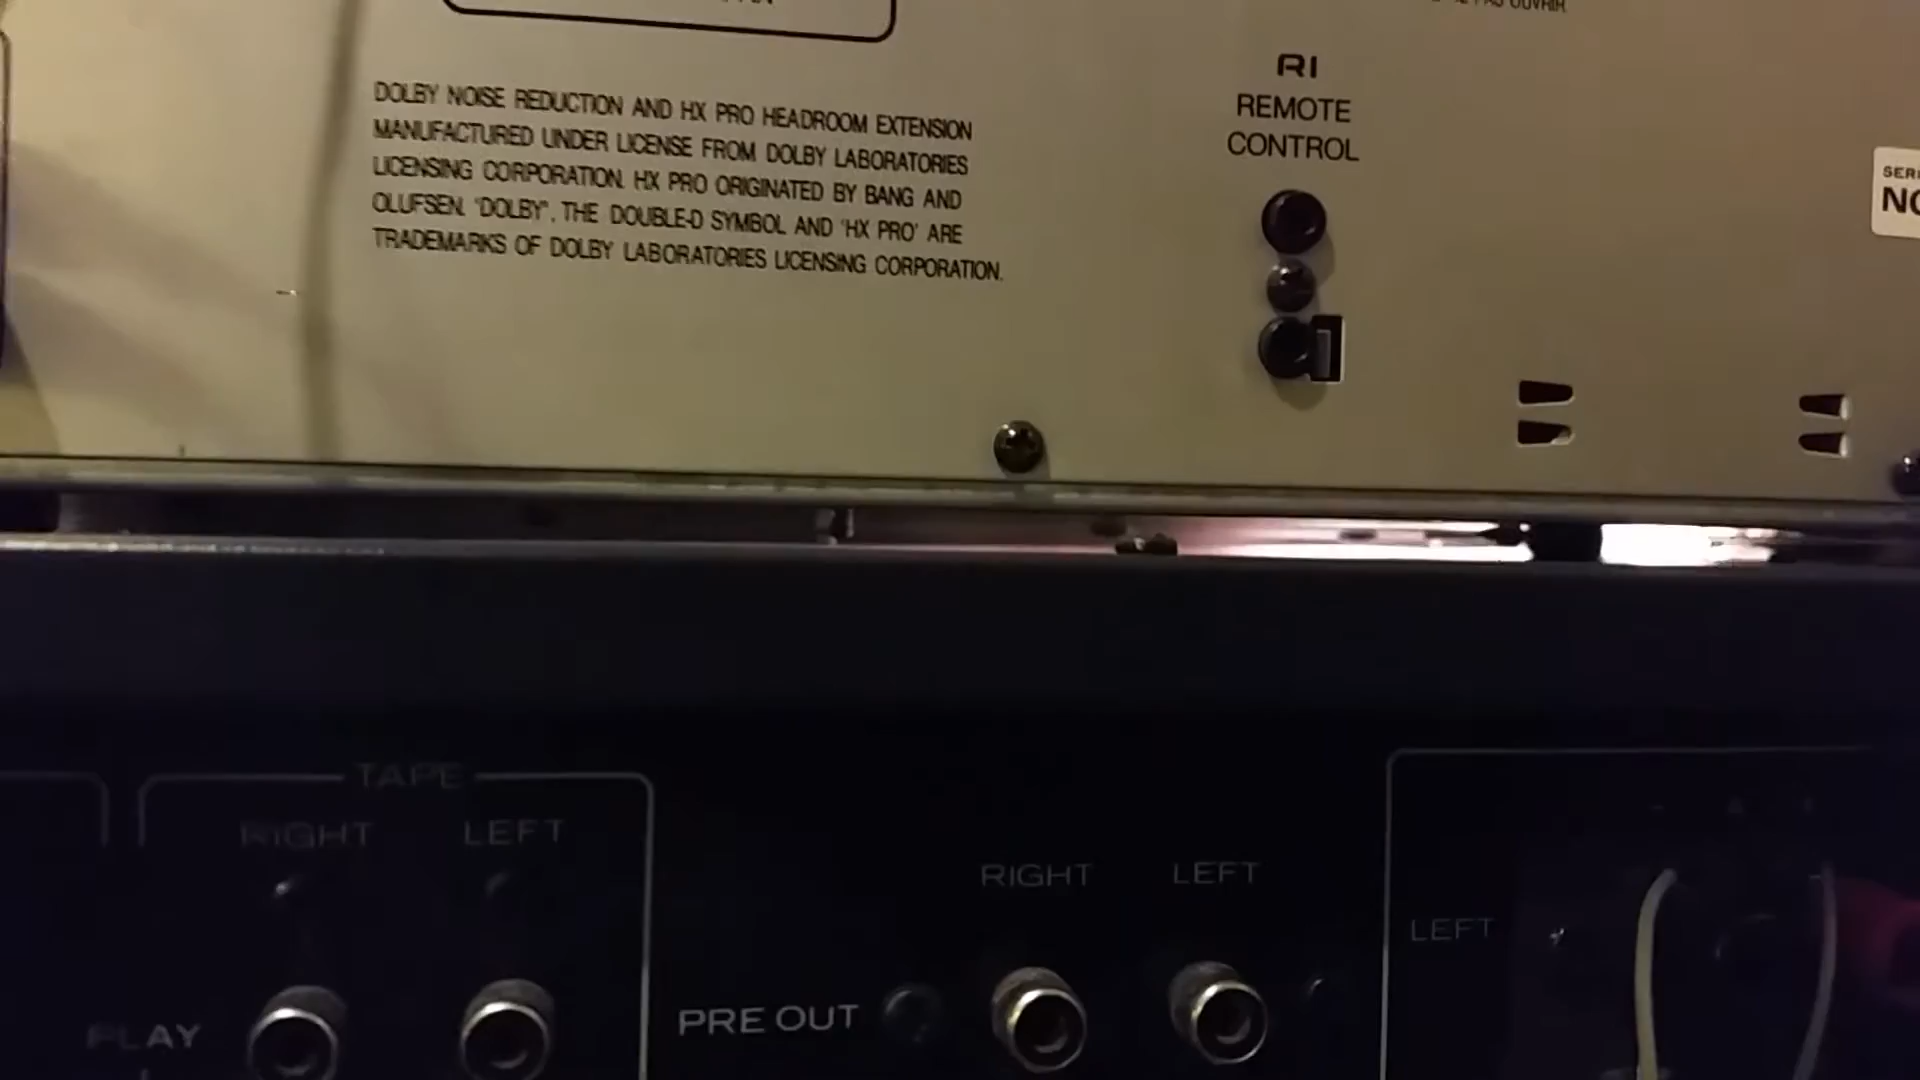 PAS OUVRIR
RI
REMOTE
CONTROL
DOLBY NOISE REDUCTION AND HX PRO HEADROOM EXTENSION
MANUFACTURED UNDER LICENSE FROM DOLBY LABORATORIES
LICENSING CORPORATION. HX PRO ORIGINATED BY BANG AND
OLUFSEN. "DOLBY", THE DOUBLE-D SYMBOL AND "HX PRO" ARE
TRADEMARKS OF DOLBY LABORATORIES LICENSING CORPORATION.
TAPE
RIGHT LEFT
PLAY
RIGHT LEFT
PRE OUT
LEFT